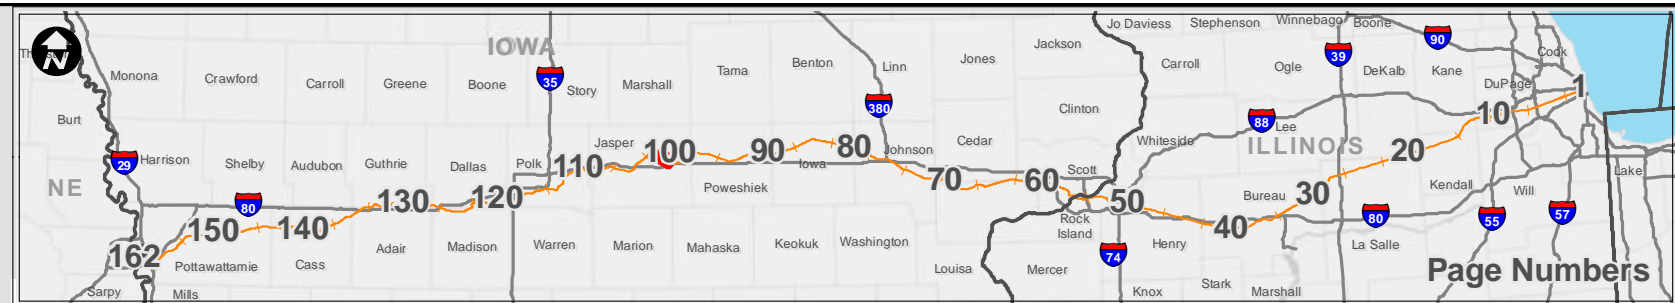 Jo Daviess
Stephenson
Winnebago
Boone
IOWA
N
Monona
Crawford
Carroll
Greene
Boone
35
Story
Marshall
Tama
Benton
Linn
Jones
Jackson
Carroll
Ogle
39
DeKalb
90
Kane
Cook
DuPage
1
Burt
380
Clinton
Whiteside
88
Lee
ILLINOIS
10
20
29
Harrison
Shelby
Audubon
Guthrie
Dallas
Polk
110
Jasper
100
90
Iowa
80
Johnson
Cedar
Scott
NE
80
150
140
130
120
Poweshiek
70
60
50
Bureau
30
Kendall
Will
Lake
162
Pottawattamie
Cass
Adair
Madison
Warren
Marion
Mahaska
Keokuk
Washington
Louisa
Rock
Island
Mercer
74
Henry
40
80
La Salle
55
57
Sarpy
Mills
Knox
Stark
Marshall
Page Numbers